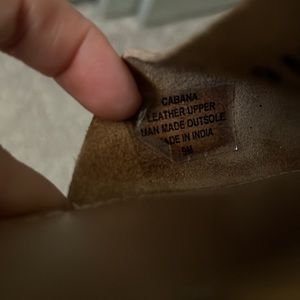 CABANA
LEATHER UPPER
MAN MADE OUTSOLE
MADE IN INDIA
9M